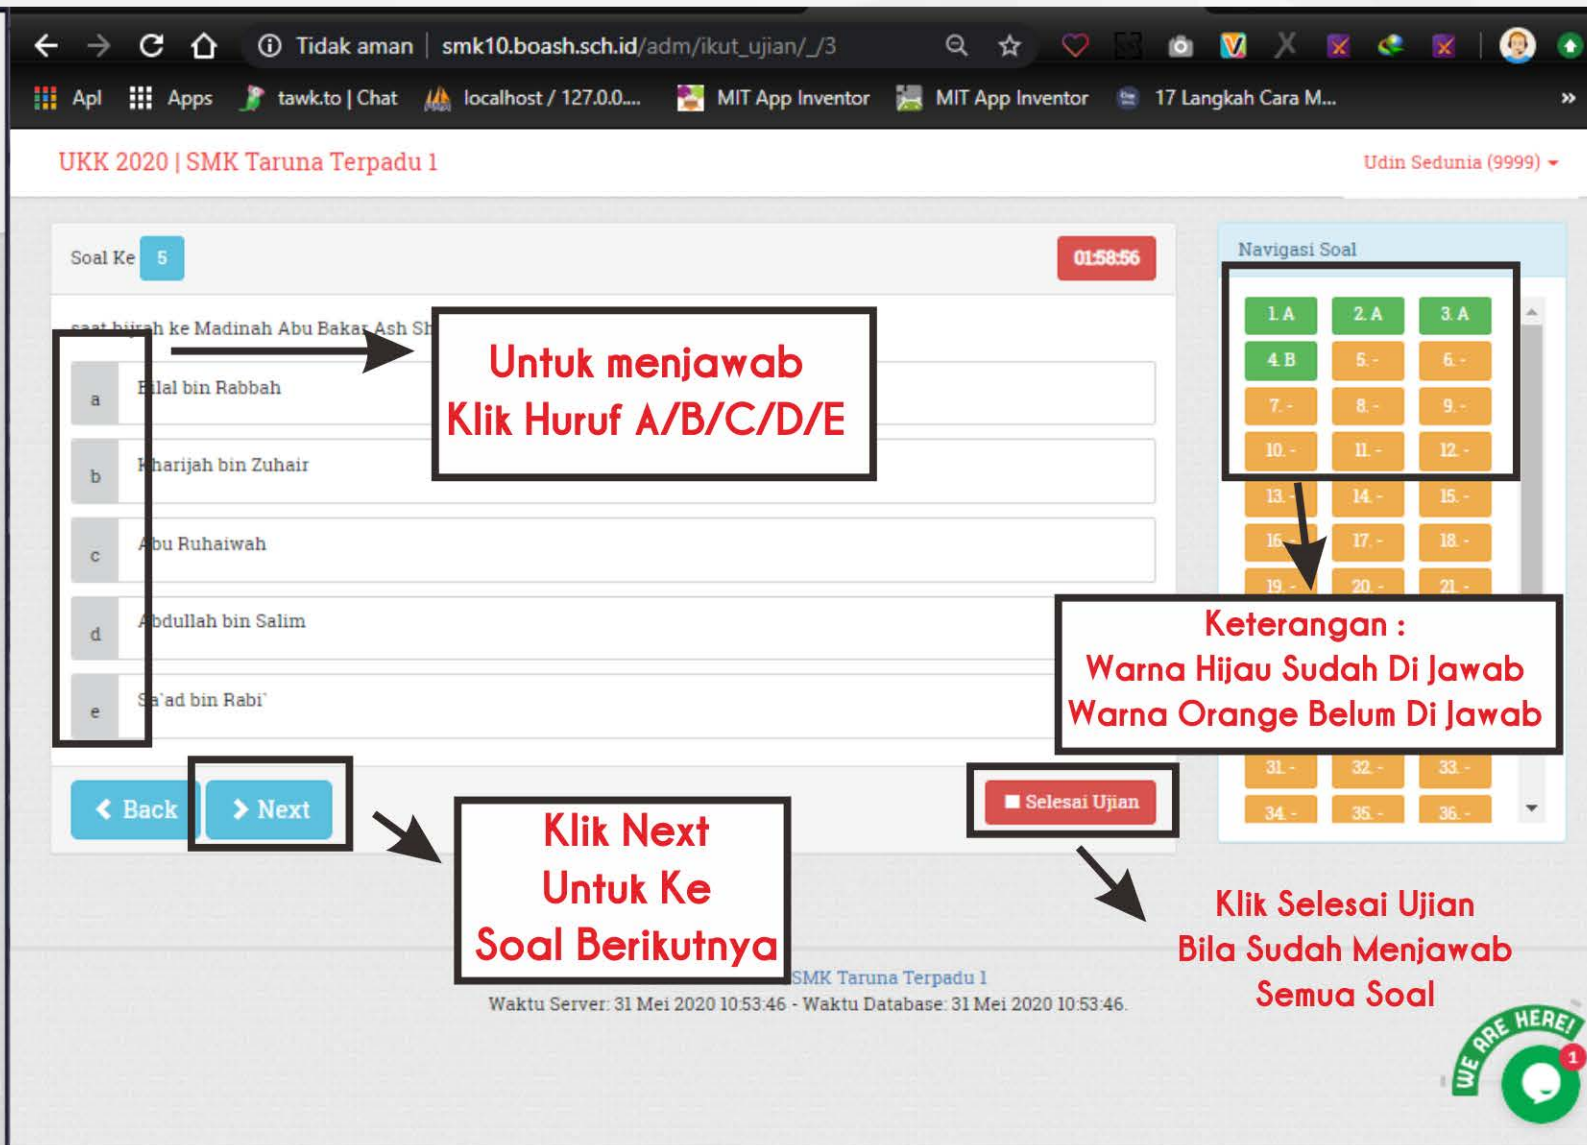 Tidak aman | smk10.boash.sch.id/adm/ikut_ujian/_/3
Apl Apps tawk.to | Chat localhost / 127.0.0.... MIT App Inventor MIT App Inventor 17 Langkah Cara M... »
UKK 2020 | SMK Taruna Terpadu 1
Udin Sedunia (9999)
Soal Ke 5
01:58:56
saat hijrah ke Madinah Abu Bakar Ash Sh
a Bilal bin Rabbah
b Kharijah bin Zuhair
c Abu Ruhaiwah
d Abdullah bin Salim
e Sa`ad bin Rabi`
Back Next
Selesai Ujian
Untuk menjawab
Klik Huruf A/B/C/D/E
Klik Next
Untuk Ke
Soal Berikutnya
Navigasi Soal
1. A 2. A 3. A
4. B 5. - 6. -
7. - 8. - 9. -
10. - 11. - 12. -
13. - 14. - 15. -
16. - 17. - 18. -
19. - 20. - 21. -
31. - 32. - 33. -
34. - 35. - 36. -
Keterangan :
Warna Hijau Sudah Di Jawab
Warna Orange Belum Di Jawab
Klik Selesai Ujian
Bila Sudah Menjawab
Semua Soal
SMK Taruna Terpadu 1
Waktu Server: 31 Mei 2020 10:53:46 - Waktu Database: 31 Mei 2020 10:53:46.
WE ARE HERE!
1